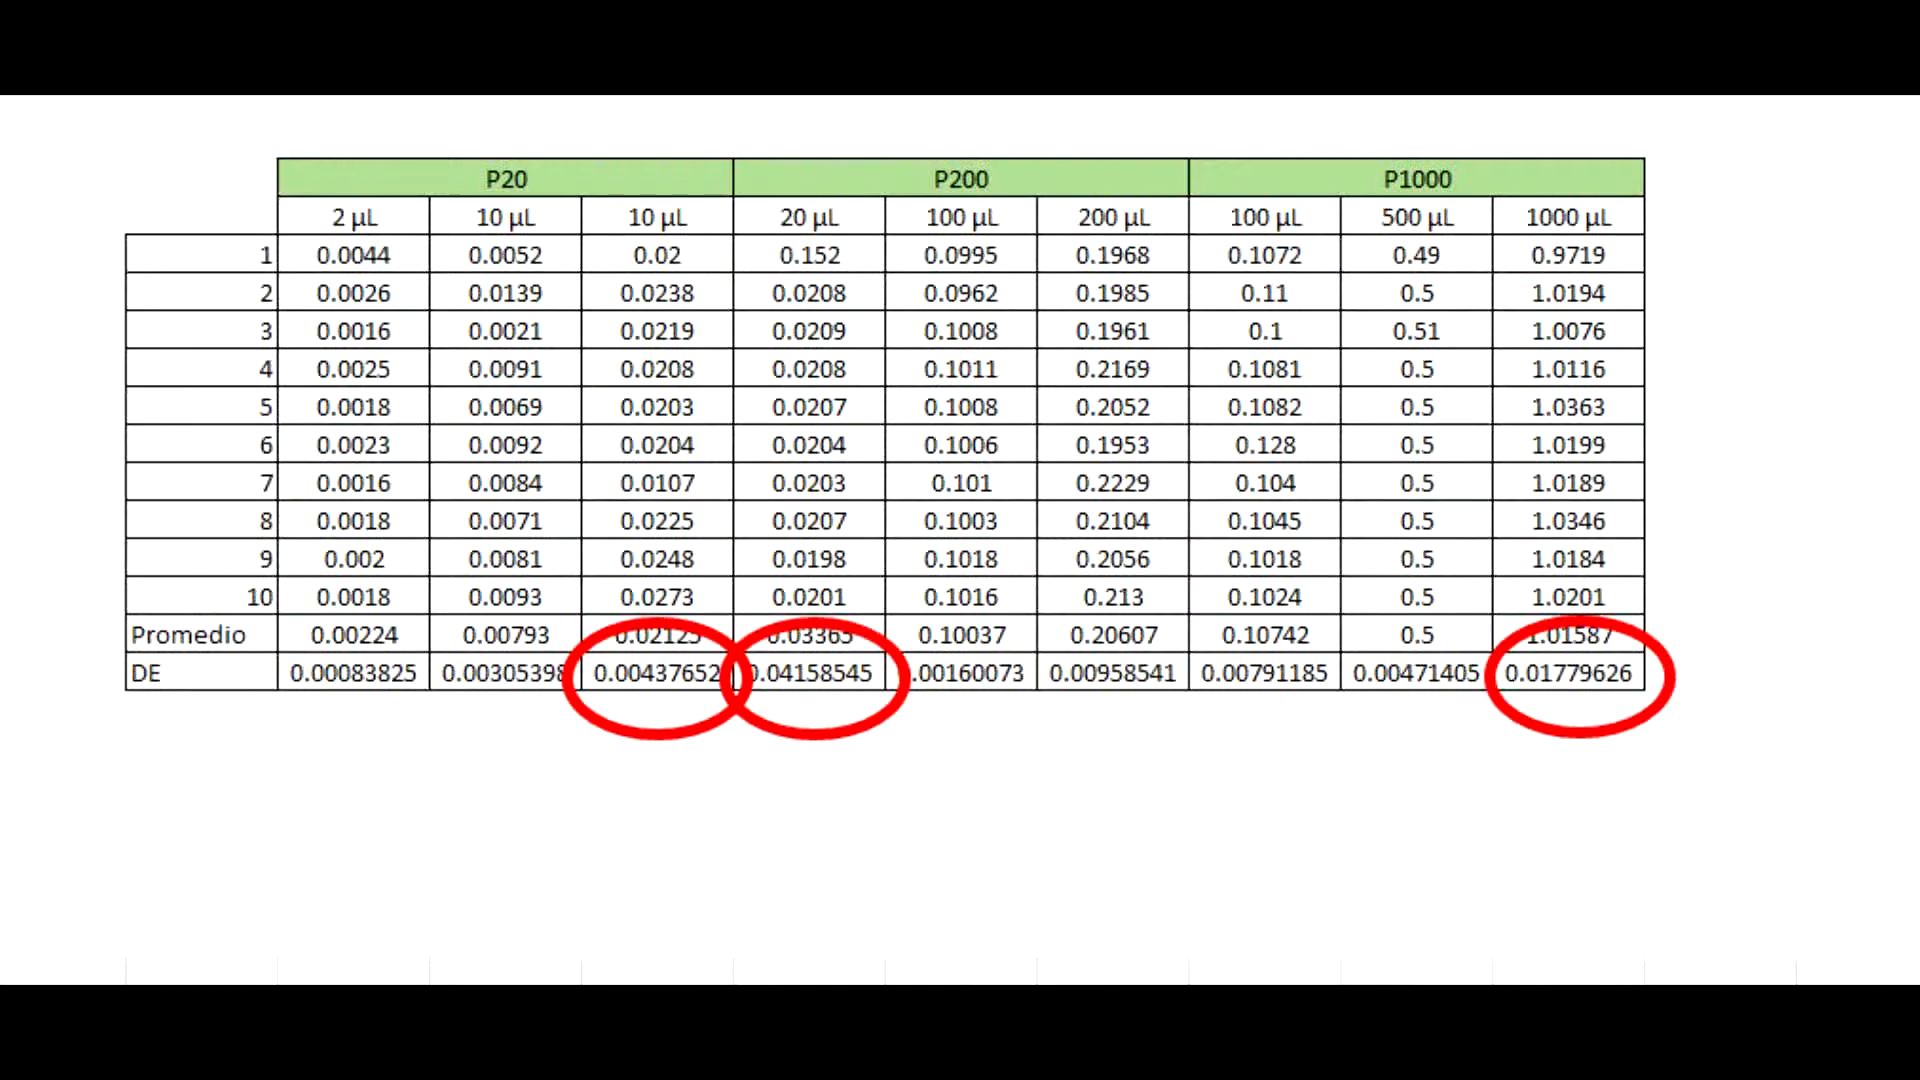 P20 P200 P1000
2 µL 10 µL 10 µL 20 µL 100 µL 200 µL 100 µL 500 µL 1000 µL
1 0.0044 0.0052 0.02 0.152 0.0995 0.1968 0.1072 0.49 0.9719
2 0.0026 0.0139 0.0238 0.0208 0.0962 0.1985 0.11 0.5 1.0194
3 0.0016 0.0021 0.0219 0.0209 0.1008 0.1961 0.1 0.51 1.0076
4 0.0025 0.0091 0.0208 0.0208 0.1011 0.2169 0.1081 0.5 1.0116
5 0.0018 0.0069 0.0203 0.0207 0.1008 0.2052 0.1082 0.5 1.0363
6 0.0023 0.0092 0.0204 0.0204 0.1006 0.1953 0.128 0.5 1.0199
7 0.0016 0.0084 0.0107 0.0203 0.101 0.2229 0.104 0.5 1.0189
8 0.0018 0.0071 0.0225 0.0207 0.1003 0.2104 0.1045 0.5 1.0346
9 0.002 0.0081 0.0248 0.0198 0.1018 0.2056 0.1018 0.5 1.0184
10 0.0018 0.0093 0.0273 0.0201 0.1016 0.213 0.1024 0.5 1.0201
Promedio 0.00224 0.00793 0.02125 0.03365 0.10037 0.20607 0.10742 0.5 1.01587
DE 0.00083825 0.00305398 0.00437652 0.04158545 .00160073 0.00958541 0.00791185 0.00471405 0.01779626